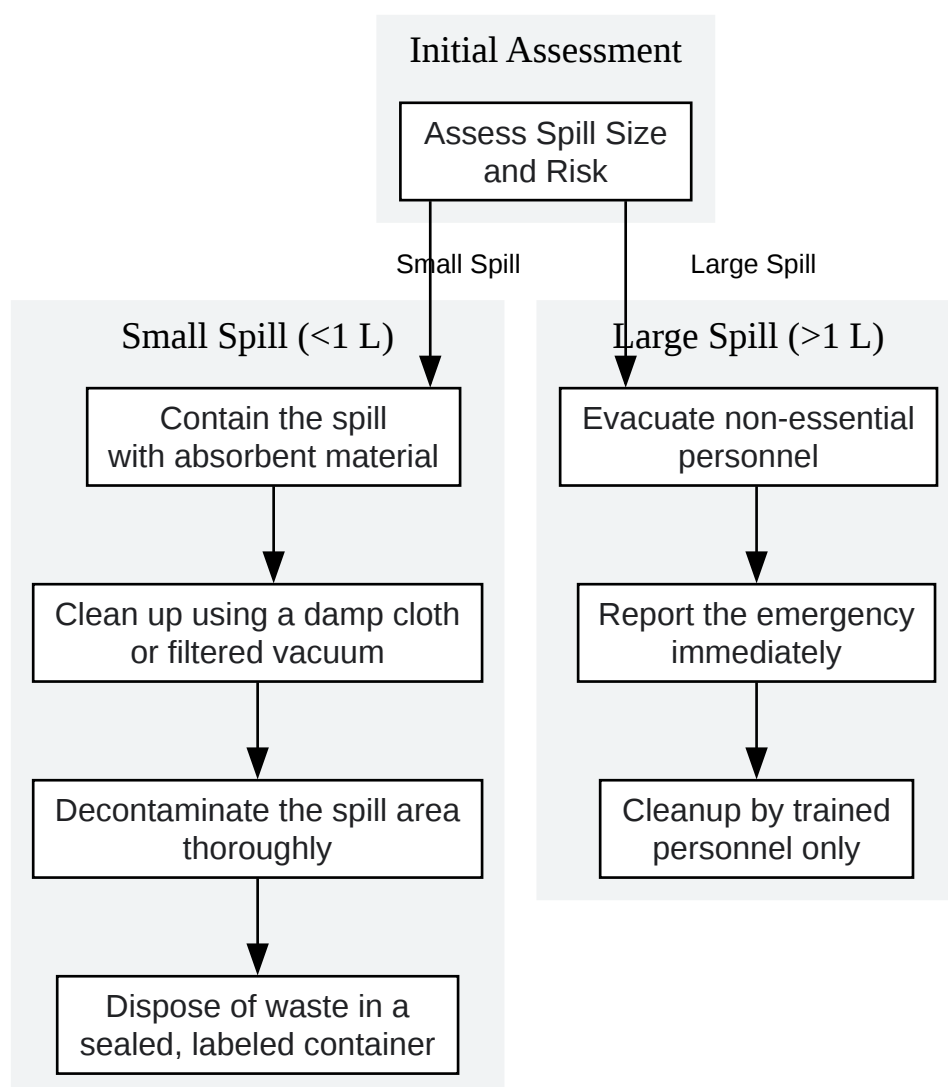 Initial Assessment
Assess Spill Size
and Risk
Small Spill
Large Spill
Small Spill (<1 L)
Contain the spill
with absorbent material
Clean up using a damp cloth
or filtered vacuum
Decontaminate the spill area
thoroughly
Dispose of waste in a
sealed, labeled container
Large Spill (>1 L)
Evacuate non-essential
personnel
Report the emergency
immediately
Cleanup by trained
personnel only